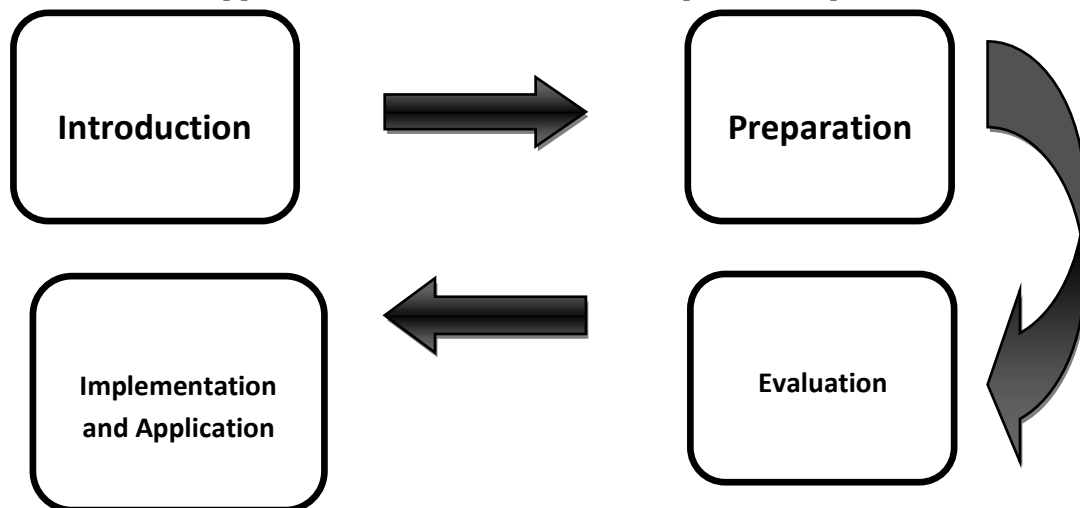 Introduction
Preparation
Evaluation
Implementation
and Application